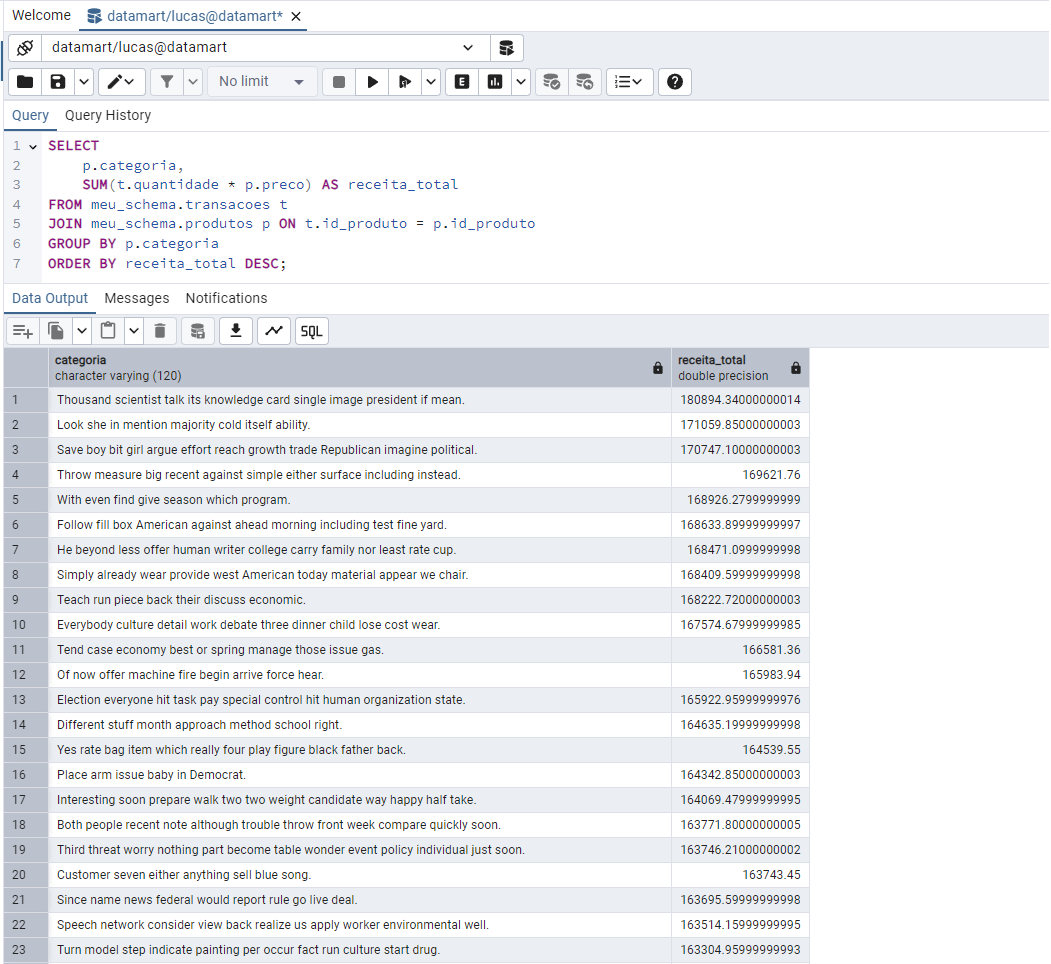 Welcome datamart/lucas@datamart*
datamart/lucas@datamart
No limit
E
Query Query History
1 SELECT
2 p.categoria,
3 SUM(t.quantidade * p.preco) AS receita_total
4 FROM meu_schema.transacoes t
5 JOIN meu_schema.produtos p ON t.id_produto = p.id_produto
6 GROUP BY p.categoria
7 ORDER BY receita_total DESC;
Data Output Messages Notifications
SQL
categoria receita_total
character varying (120) double precision
1 Thousand scientist talk its knowledge card single image president if mean. 180894.34000000014
2 Look she in mention majority cold itself ability. 171059.85000000003
3 Save boy bit girl argue effort reach growth trade Republican imagine political. 170747.10000000003
4 Throw measure big recent against simple either surface including instead. 169621.76
5 With even find give season which program. 168926.2799999999
6 Follow fill box American against ahead morning including test fine yard. 168633.89999999997
7 He beyond less offer human writer college carry family nor least rate cup. 168471.0999999998
8 Simply already wear provide west American today material appear we chair. 168409.59999999998
9 Teach run piece back their discuss economic. 168222.72000000003
10 Everybody culture detail work debate three dinner child lose cost wear. 167574.67999999985
11 Tend case economy best or spring manage those issue gas. 166581.36
12 Of now offer machine fire begin arrive force hear. 165983.94
13 Election everyone hit task pay special control hit human organization state. 165922.95999999976
14 Different stuff month approach method school right. 164635.19999999998
15 Yes rate bag item which really four play figure black father back. 164539.55
16 Place arm issue baby in Democrat. 164342.85000000003
17 Interesting soon prepare walk two two weight candidate way happy half take. 164069.47999999995
18 Both people recent note although trouble throw front week compare quickly soon. 163771.80000000005
19 Third threat worry nothing part become table wonder event policy individual just soon. 163746.21000000002
20 Customer seven either anything sell blue song. 163743.45
21 Since name news federal would report rule go live deal. 163695.59999999998
22 Speech network consider view back realize us apply worker environmental well. 163514.15999999995
23 Turn model step indicate painting per occur fact run culture start drug. 163304.95999999993